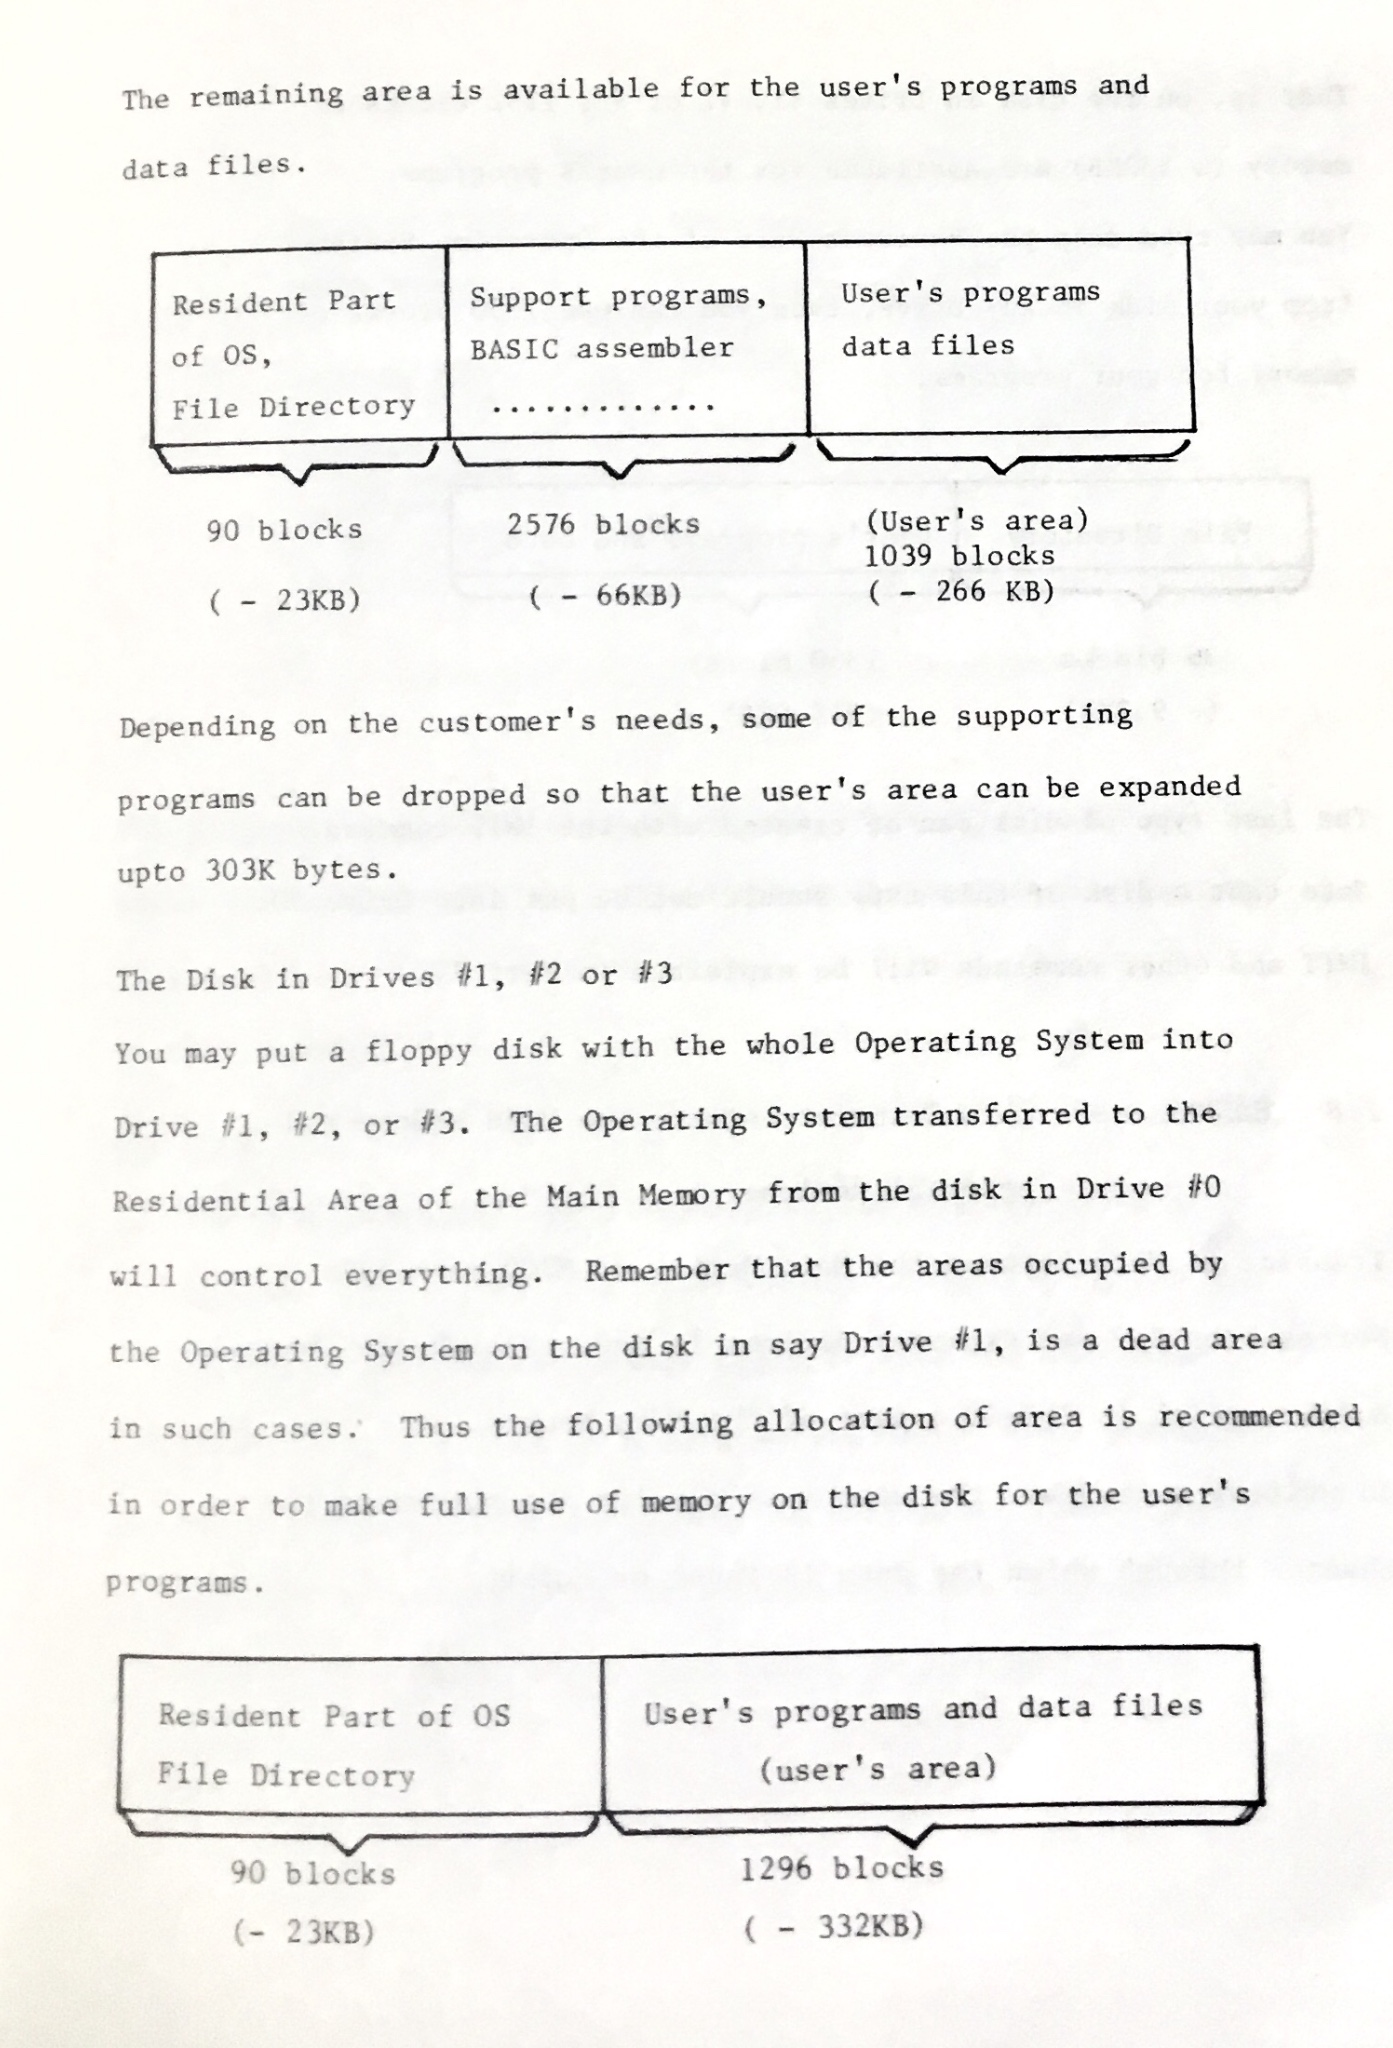 The remaining area is available for the user's programs and
data files.
Resident Part
of OS,
File Directory
Support programs,
BASIC assembler
.............
User's programs
data files
90 blocks
( - 23KB)
2576 blocks
( - 66KB)
(User's area)
1039 blocks
( - 266 KB)
Depending on the customer's needs, some of the supporting
programs can be dropped so that the user's area can be expanded
upto 303K bytes.
The Disk in Drives #1, #2 or #3
You may put a floppy disk with the whole Operating System into
Drive #1, #2, or #3. The Operating System transferred to the
Residential Area of the Main Memory from the disk in Drive #0
will control everything. Remember that the areas occupied by
the Operating System on the disk in say Drive #1, is a dead area
in such cases. Thus the following allocation of area is recommended
in order to make full use of memory on the disk for the user's
programs.
Resident Part of OS
File Directory
User's programs and data files
(user's area)
90 blocks
(- 23KB)
1296 blocks
( - 332KB)